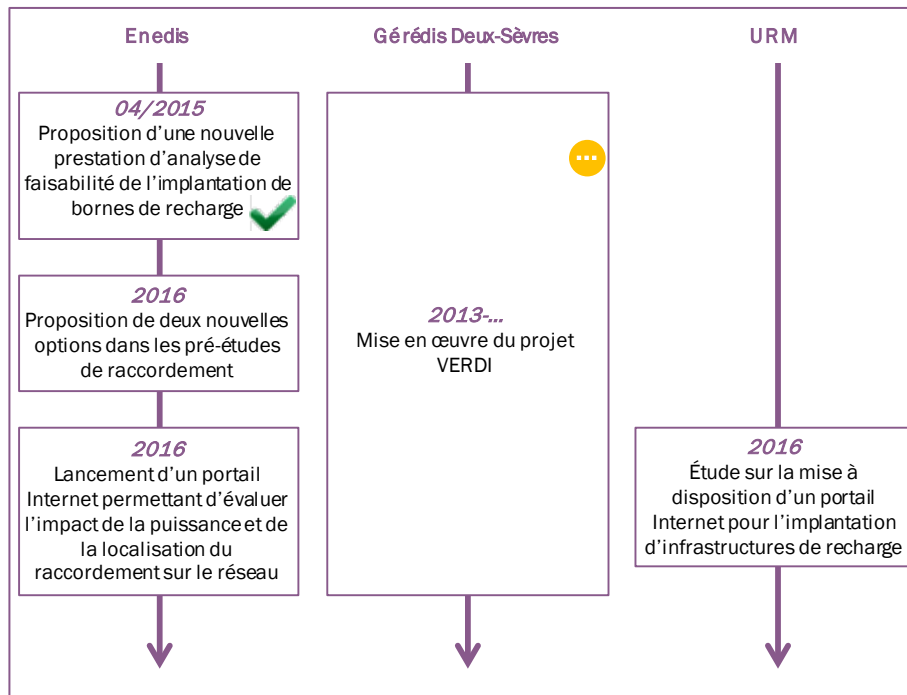 Enedis
04/2015
Proposition d'une nouvelle
prestation d'analyse de
faisabilité de l'implantation de
bornes de recharge
2016
Proposition de deux nouvelles
options dans les pré-études
de raccordement
2016
Lancement d'un portail
Internet permettant d'évaluer
l'impact de la puissance et de
la localisation du
raccordement sur le réseau
Gérédis Deux-Sèvres
2013-...
Mise en œuvre du projet
VERDI
URM
2016
Étude sur la mise à
disposition d'un portail
Internet pour l'implantation
d'infrastructures de recharge